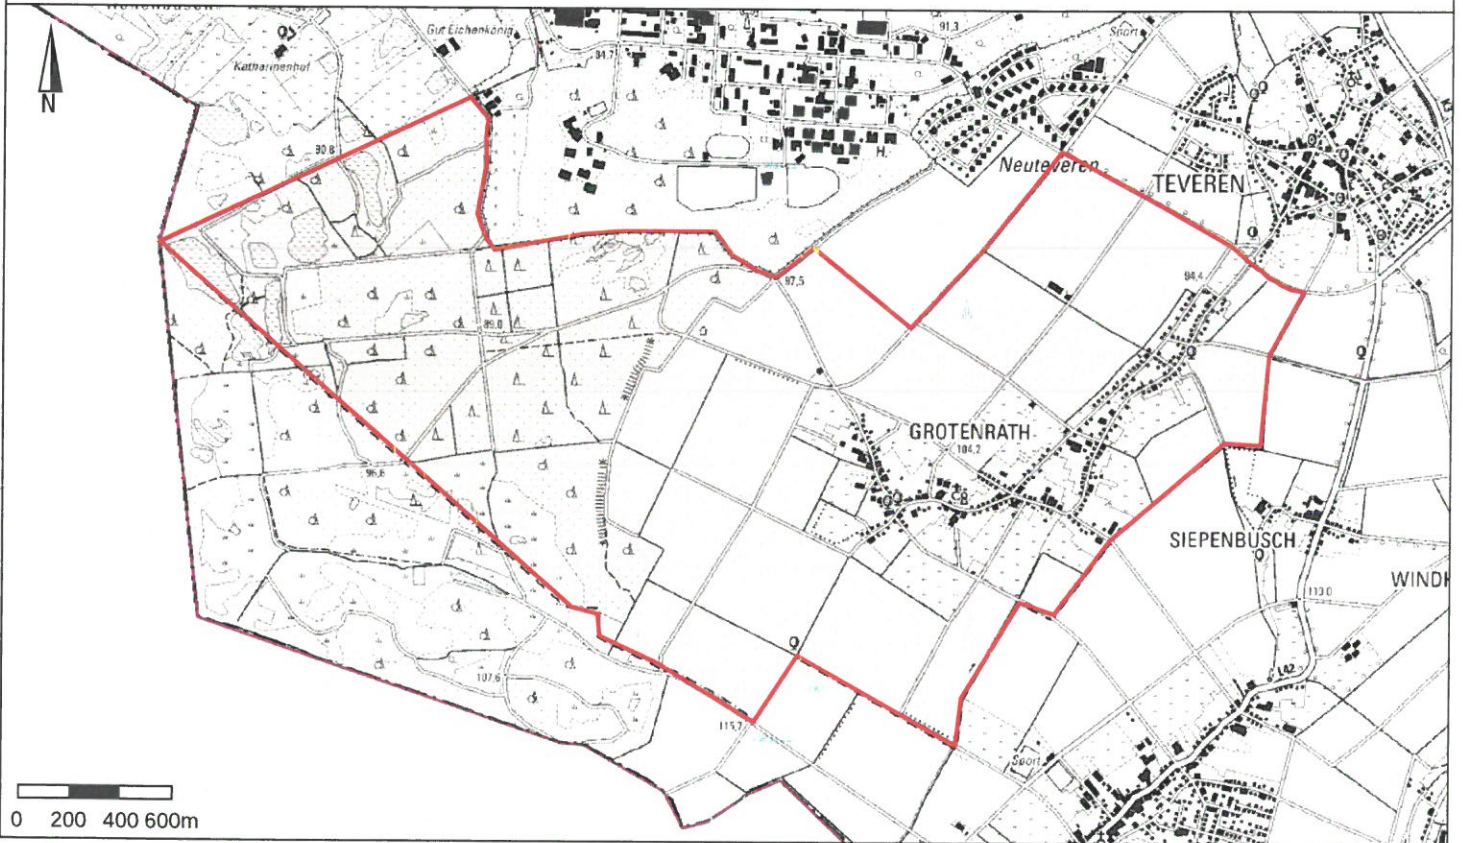 Gut Eichenkönig
91,3
Sport
94,7
Katharinenhof
N
90,8
H.
Neuteveren
TEVEREN
97,5
94,4
89,0
GROTENRATH
104,2
96,6
SIEPENBUSCH
WINDH
113,0
142
107,6
115,7
Sport
0 200 400 600m